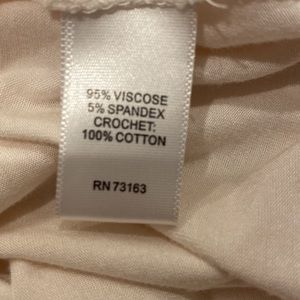 95% VISCOSE
5% SPANDEX
CROCHET:
100% COTTON
RN 73163